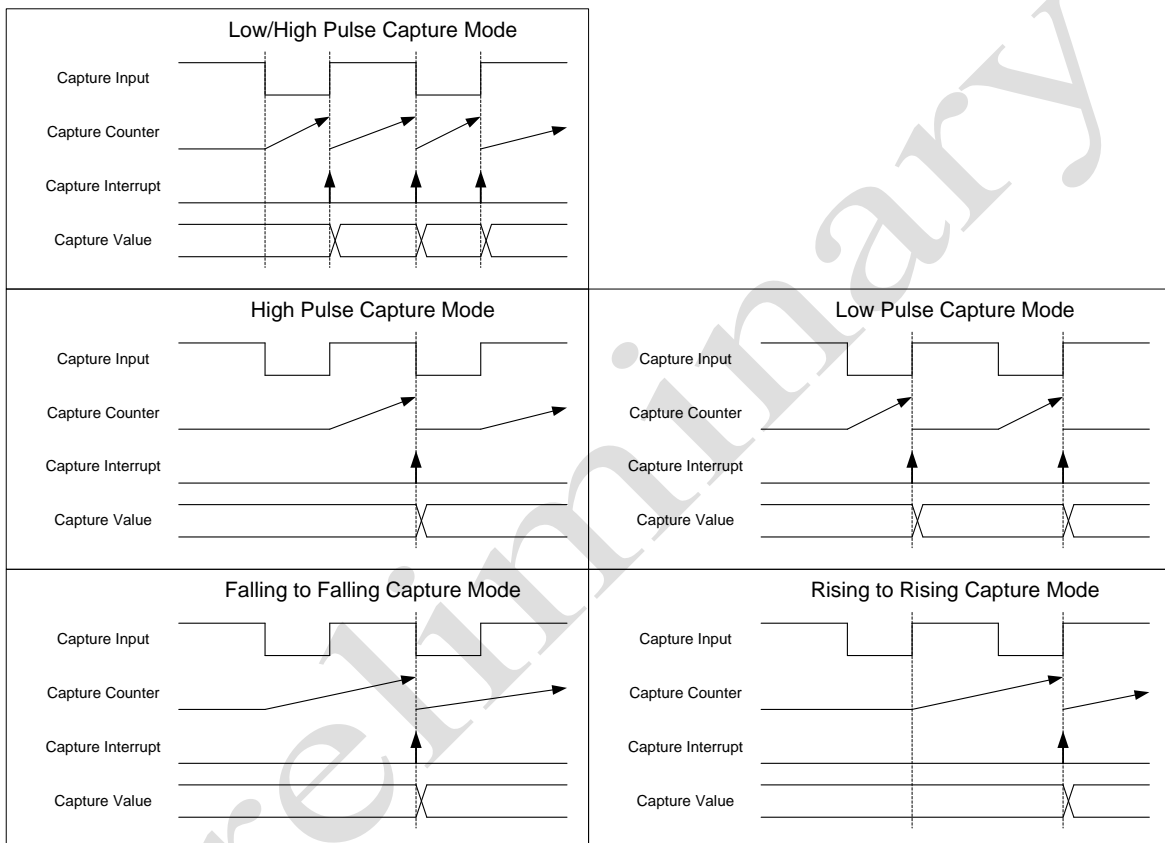 Low/High Pulse Capture Mode
Capture Input
Capture Counter
Capture Interrupt
Capture Value
High Pulse Capture Mode
Capture Input
Capture Counter
Capture Interrupt
Capture Value
Low Pulse Capture Mode
Capture Input
Capture Counter
Capture Interrupt
Capture Value
Falling to Falling Capture Mode
Capture Input
Capture Counter
Capture Interrupt
Capture Value
Rising to Rising Capture Mode
Capture Input
Capture Counter
Capture Interrupt
Capture Value
reliminary